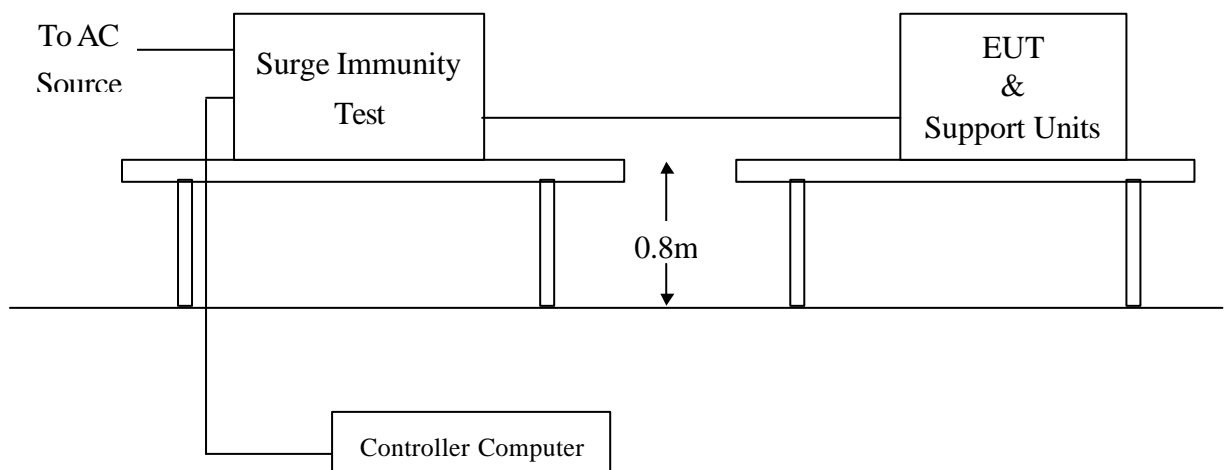 To AC
Source
Surge Immunity
Test
EUT
&
Support Units
0.8m
Controller Computer